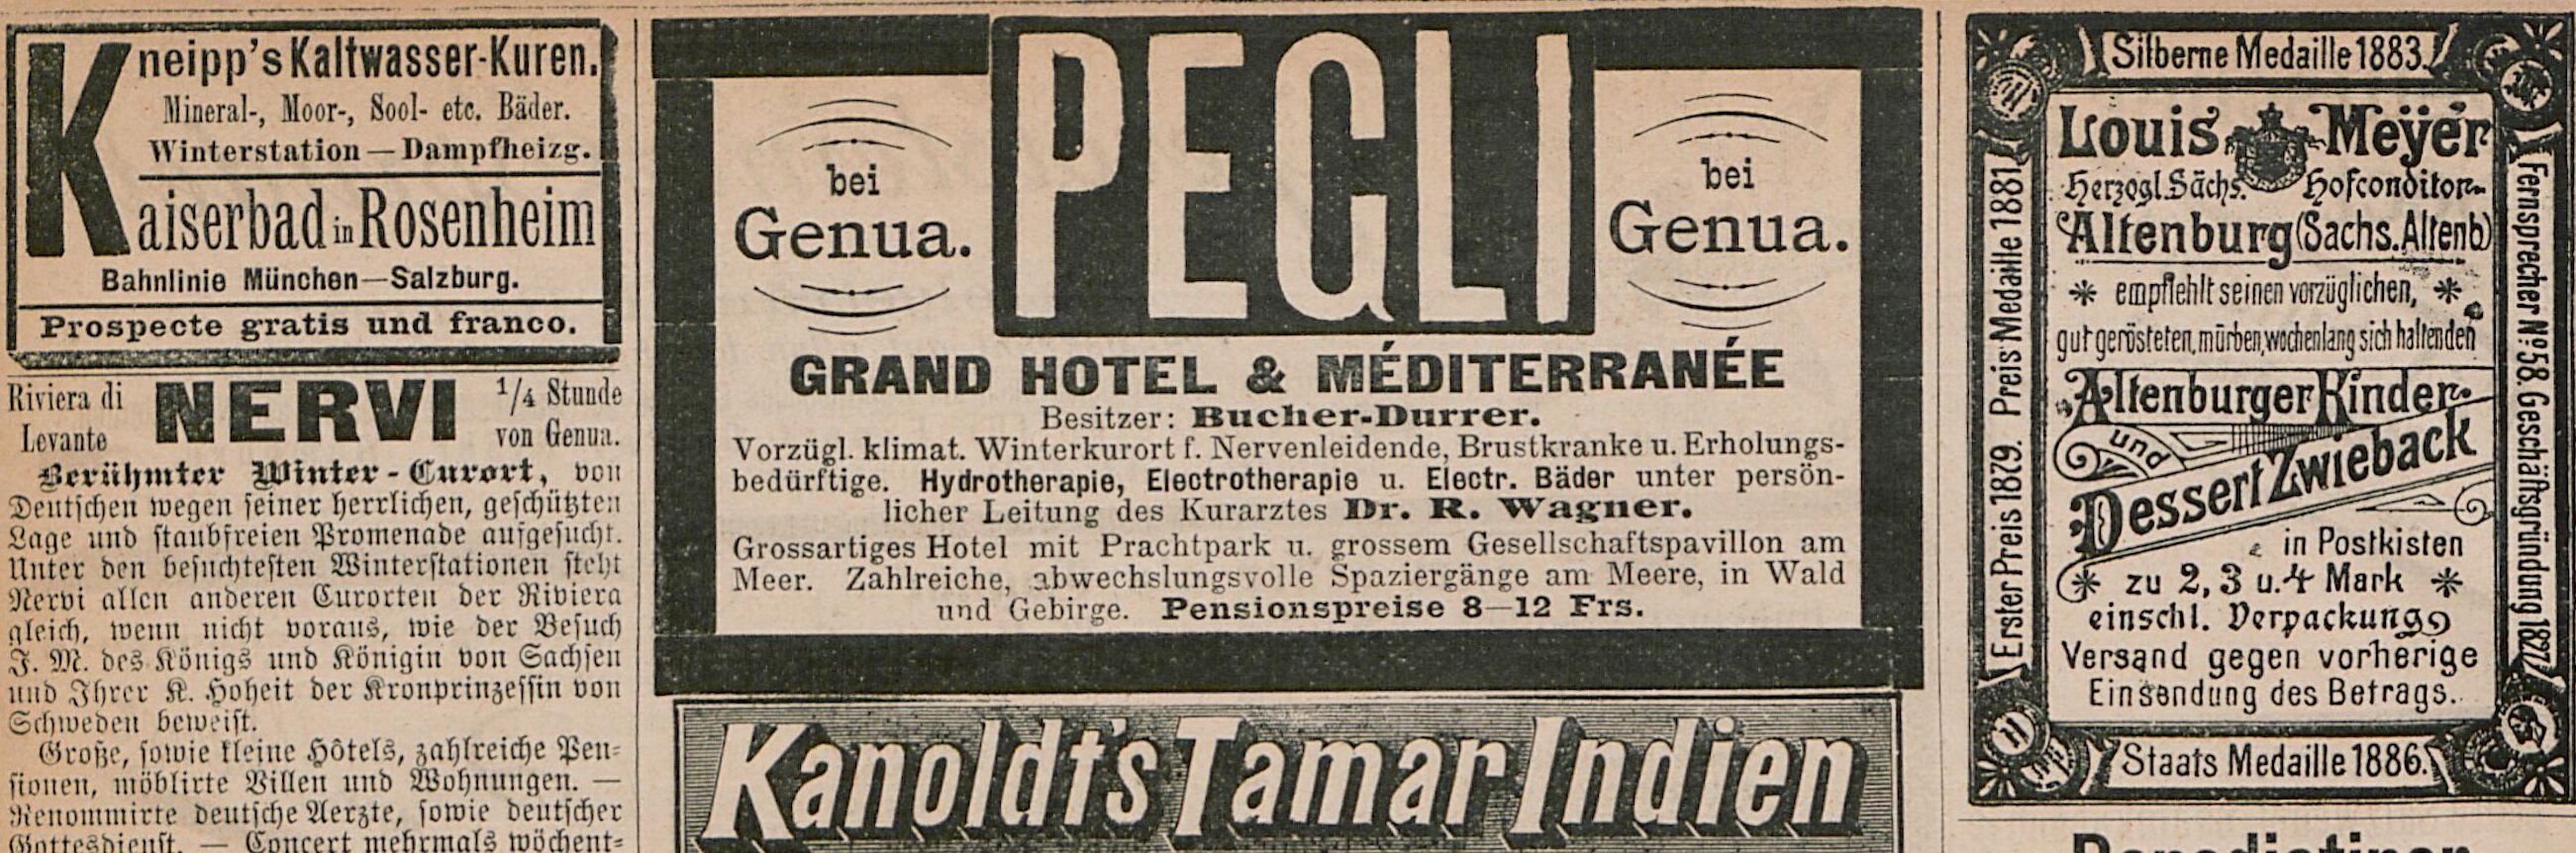 Kneipp's Kaltwasser-Kuren.
Mineral-, Moor-, Sool- etc. Bäder.
Winterstation — Dampfheizg.
Kaiserbad in Rosenheim
Bahnlinie München—Salzburg.
Prospecte gratis und franco.
Riviera di Levante NERVI 1/4 Stunde von Genua.
Berühmter Winter-Curort, von
Deutschen wegen seiner herrlichen, geschützten
Lage und staubfreien Promenade aufgesucht.
Unter den besuchtesten Winterstationen steht
Nervi allen anderen Curorten der Riviera
gleich, wenn nicht voraus, wie der Besuch
J. M. des Königs und Königin von Sachsen
und Ihrer K. Hoheit der Kronprinzessin von
Schweden beweist.
Große, sowie kleine Hôtels, zahlreiche Pen-
sionen, möblirte Villen und Wohnungen. —
Renommirte deutsche Aerzte, sowie deutscher
Gottesdienst. — Concert mehrmals wöchent-
PEGLI
bei
Genua.
bei
Genua.
GRAND HOTEL & MÉDITERRANÉE
Besitzer: Bucher-Durrer.
Vorzügl. klimat. Winterkurort f. Nervenleidende, Brustkranke u. Erholungs-
bedürftige. Hydrotherapie, Electrotherapie u. Electr. Bäder unter persön-
licher Leitung des Kurarztes Dr. R. Wagner.
Grossartiges Hotel mit Prachtpark u. grossem Gesellschaftspavillon am
Meer. Zahlreiche, abwechslungsvolle Spaziergänge am Meere, in Wald
und Gebirge. Pensionspreise 8—12 Frs.
Kanoldt's Tamar Indien
Silberne Medaille 1883.
Erster Preis 1879. Preis Medaille 1881
Louis Meyer
Herzogl. Sächs. Hofconditor
Altenburg (Sachs. Altenb)
empfiehlt seinen vorzüglichen,
gut gerösteten, mürben, wochenlang sich haltenden
Altenburger Kinder
und
Dessert Zwieback
in Postkisten
zu 2, 3 u. 4 Mark
einschl. Verpackung
Versand gegen vorherige
Einsendung des Betrags.
Fernsprecher No. 58. Geschäftsgründung 1827
Staats Medaille 1886.